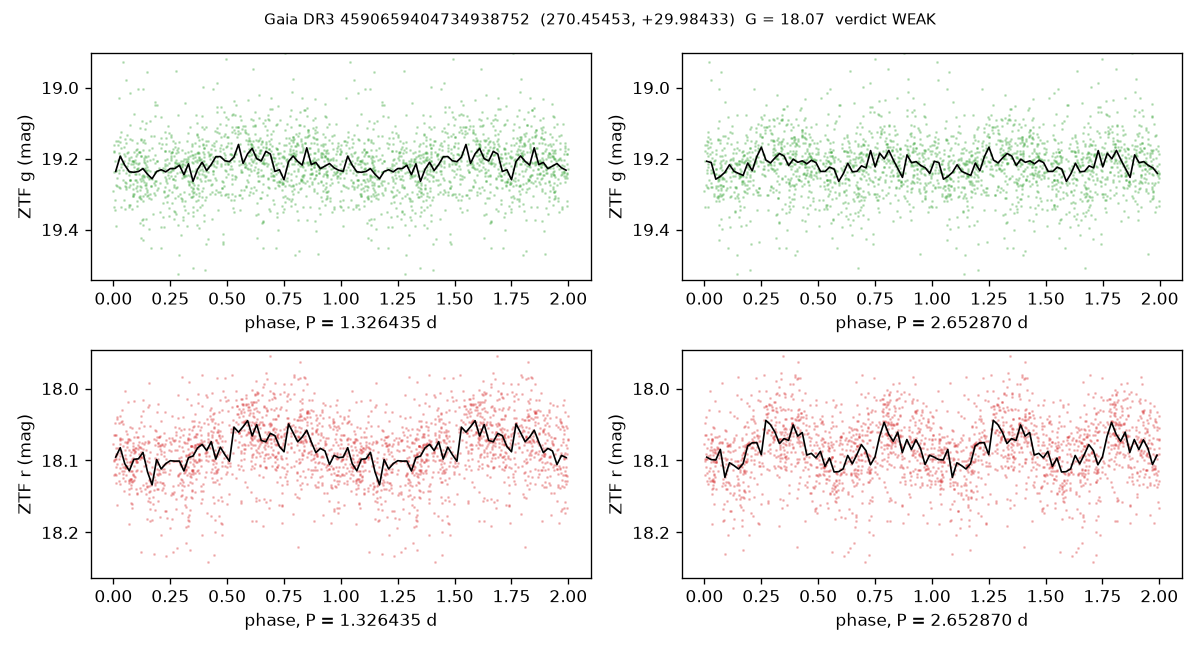 Gaia DR3 4590659404734938752 (270.45453, +29.98433) G = 18.07 verdict WEAK
ZTF g (mag)
19.0
19.2
19.4
0.00 0.25 0.50 0.75 1.00 1.25 1.50 1.75 2.00
phase, P = 1.326435 d
ZTF g (mag)
19.0
19.2
19.4
0.00 0.25 0.50 0.75 1.00 1.25 1.50 1.75 2.00
phase, P = 2.652870 d
ZTF r (mag)
18.0
18.1
18.2
0.00 0.25 0.50 0.75 1.00 1.25 1.50 1.75 2.00
phase, P = 1.326435 d
ZTF r (mag)
18.0
18.1
18.2
0.00 0.25 0.50 0.75 1.00 1.25 1.50 1.75 2.00
phase, P = 2.652870 d